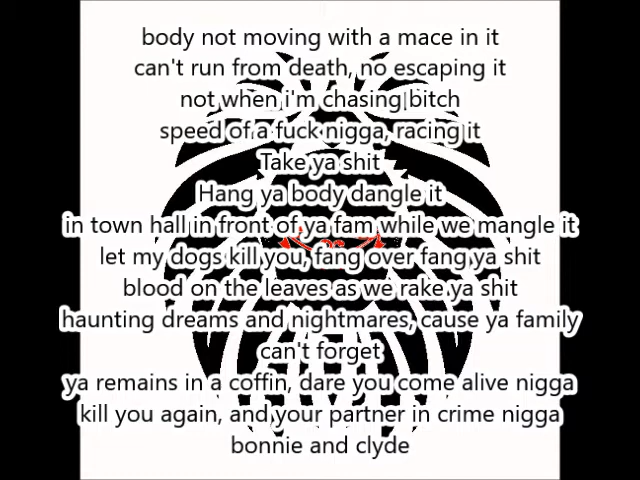 body not moving with a mace in it
can't run from death, no escaping it
not when i'm chasing bitch
speed of a fuck nigga, racing it
Take ya shit
Hang ya body dangle it
in town hall in front of ya fam while we mangle it
let my dogs kill you, fang over fang ya shit
blood on the leaves as we rake ya shit
haunting dreams and nightmares, cause ya family
can't forget
ya remains in a coffin, dare you come alive nigga
kill you again, and your partner in crime nigga
bonnie and clyde